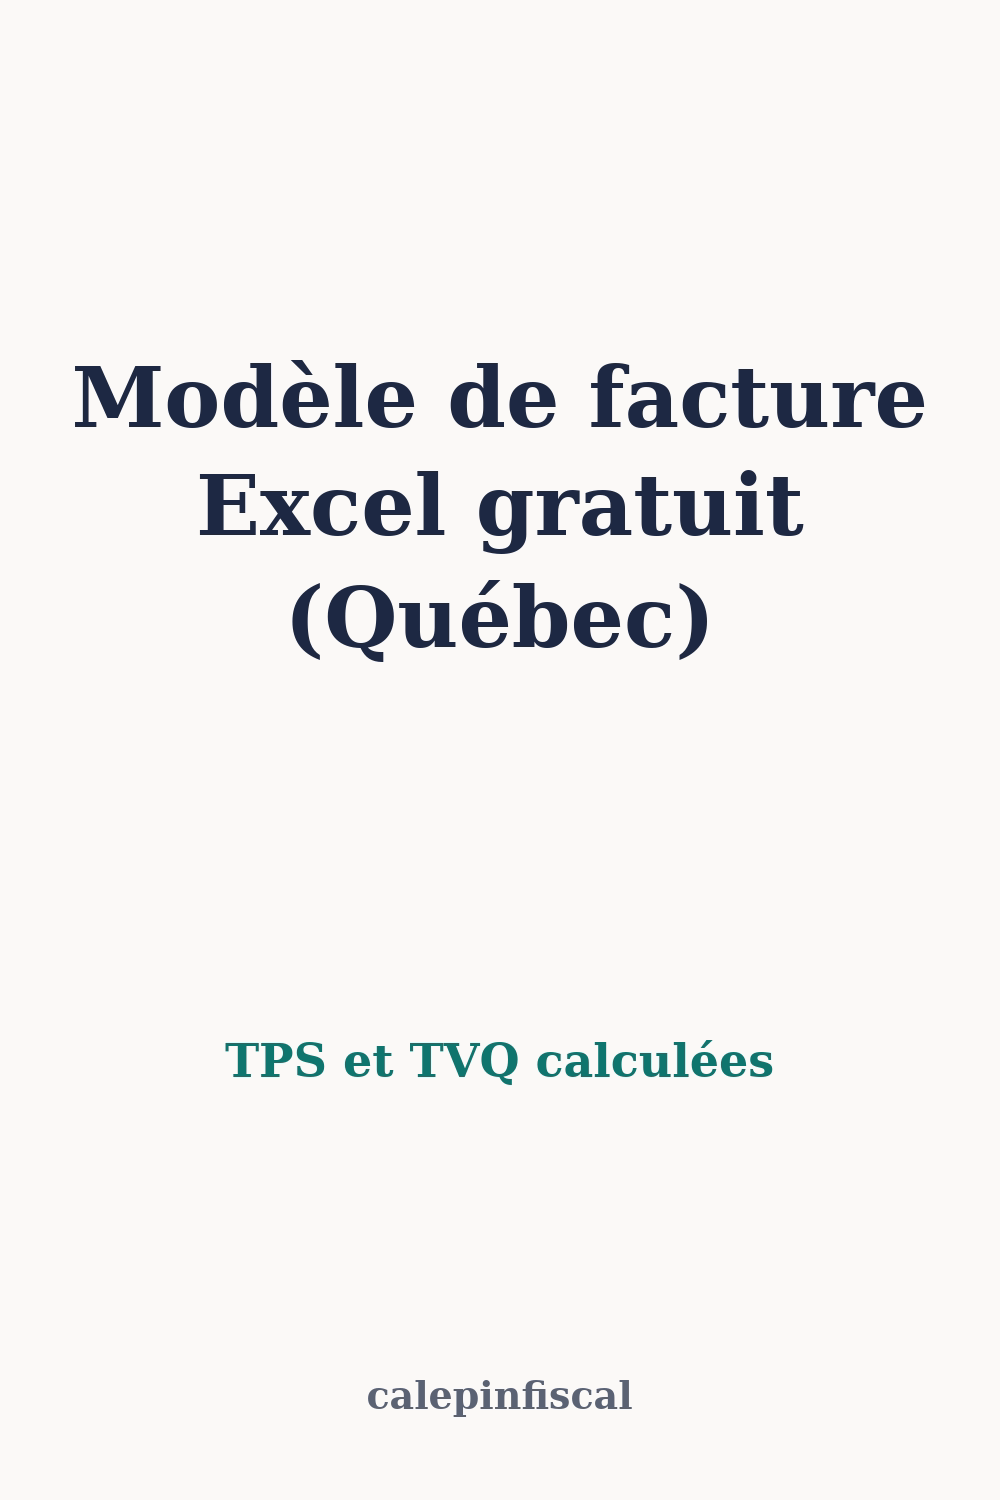 Modèle de facture
Excel gratuit
(Québec)
TPS et TVQ calculées
calepinfiscal